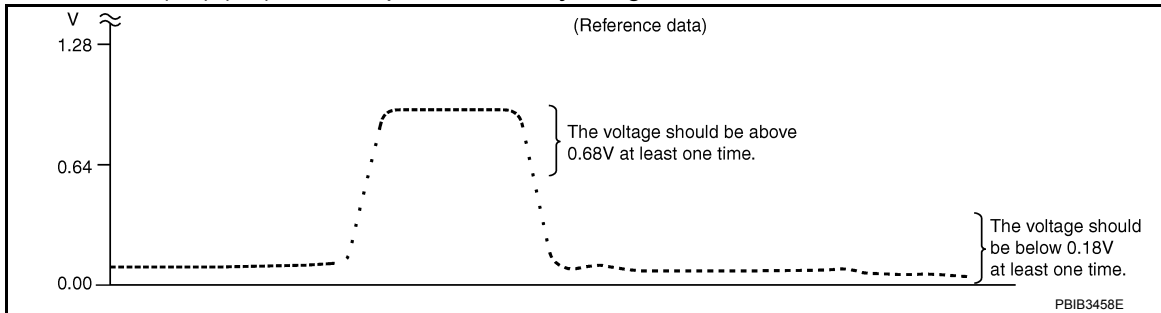 V
(Reference data)
1.28
The voltage should be above
0.68V at least one time.
0.64
The voltage should
be below 0.18V
at least one time.
0.00
PBIB3458E